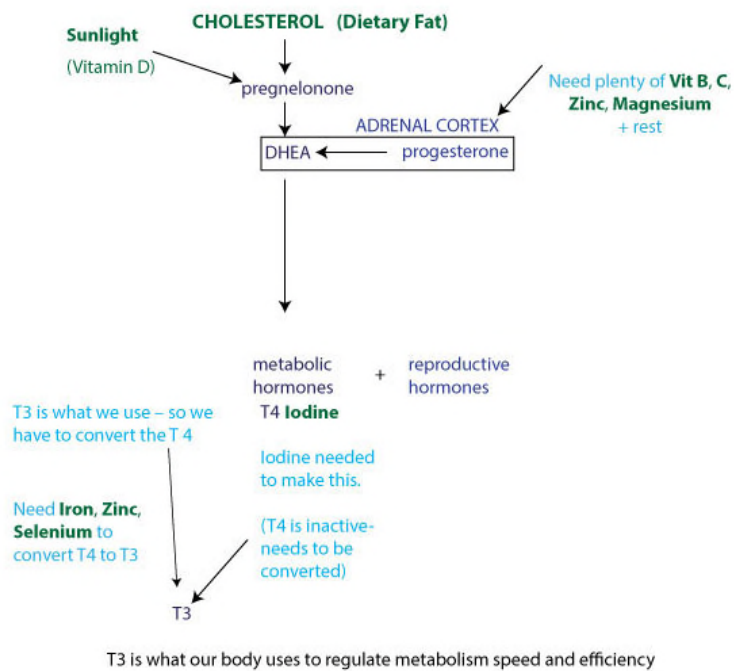 CHOLESTEROL (Dietary Fat)
Sunlight
(Vitamin D)
pregnelonone
Need plenty of Vit B, C,
Zinc, Magnesium
+ rest
ADRENAL CORTEX
DHEA
progesterone
metabolic
hormones
+
reproductive
hormones
T4 Iodine
T3 is what we use – so we
have to convert the T 4
Iodine needed
to make this.
Need Iron, Zinc,
Selenium to
convert T4 to T3
(T4 is inactive-
needs to be
converted)
T3
T3 is what our body uses to regulate metabolism speed and efficiency